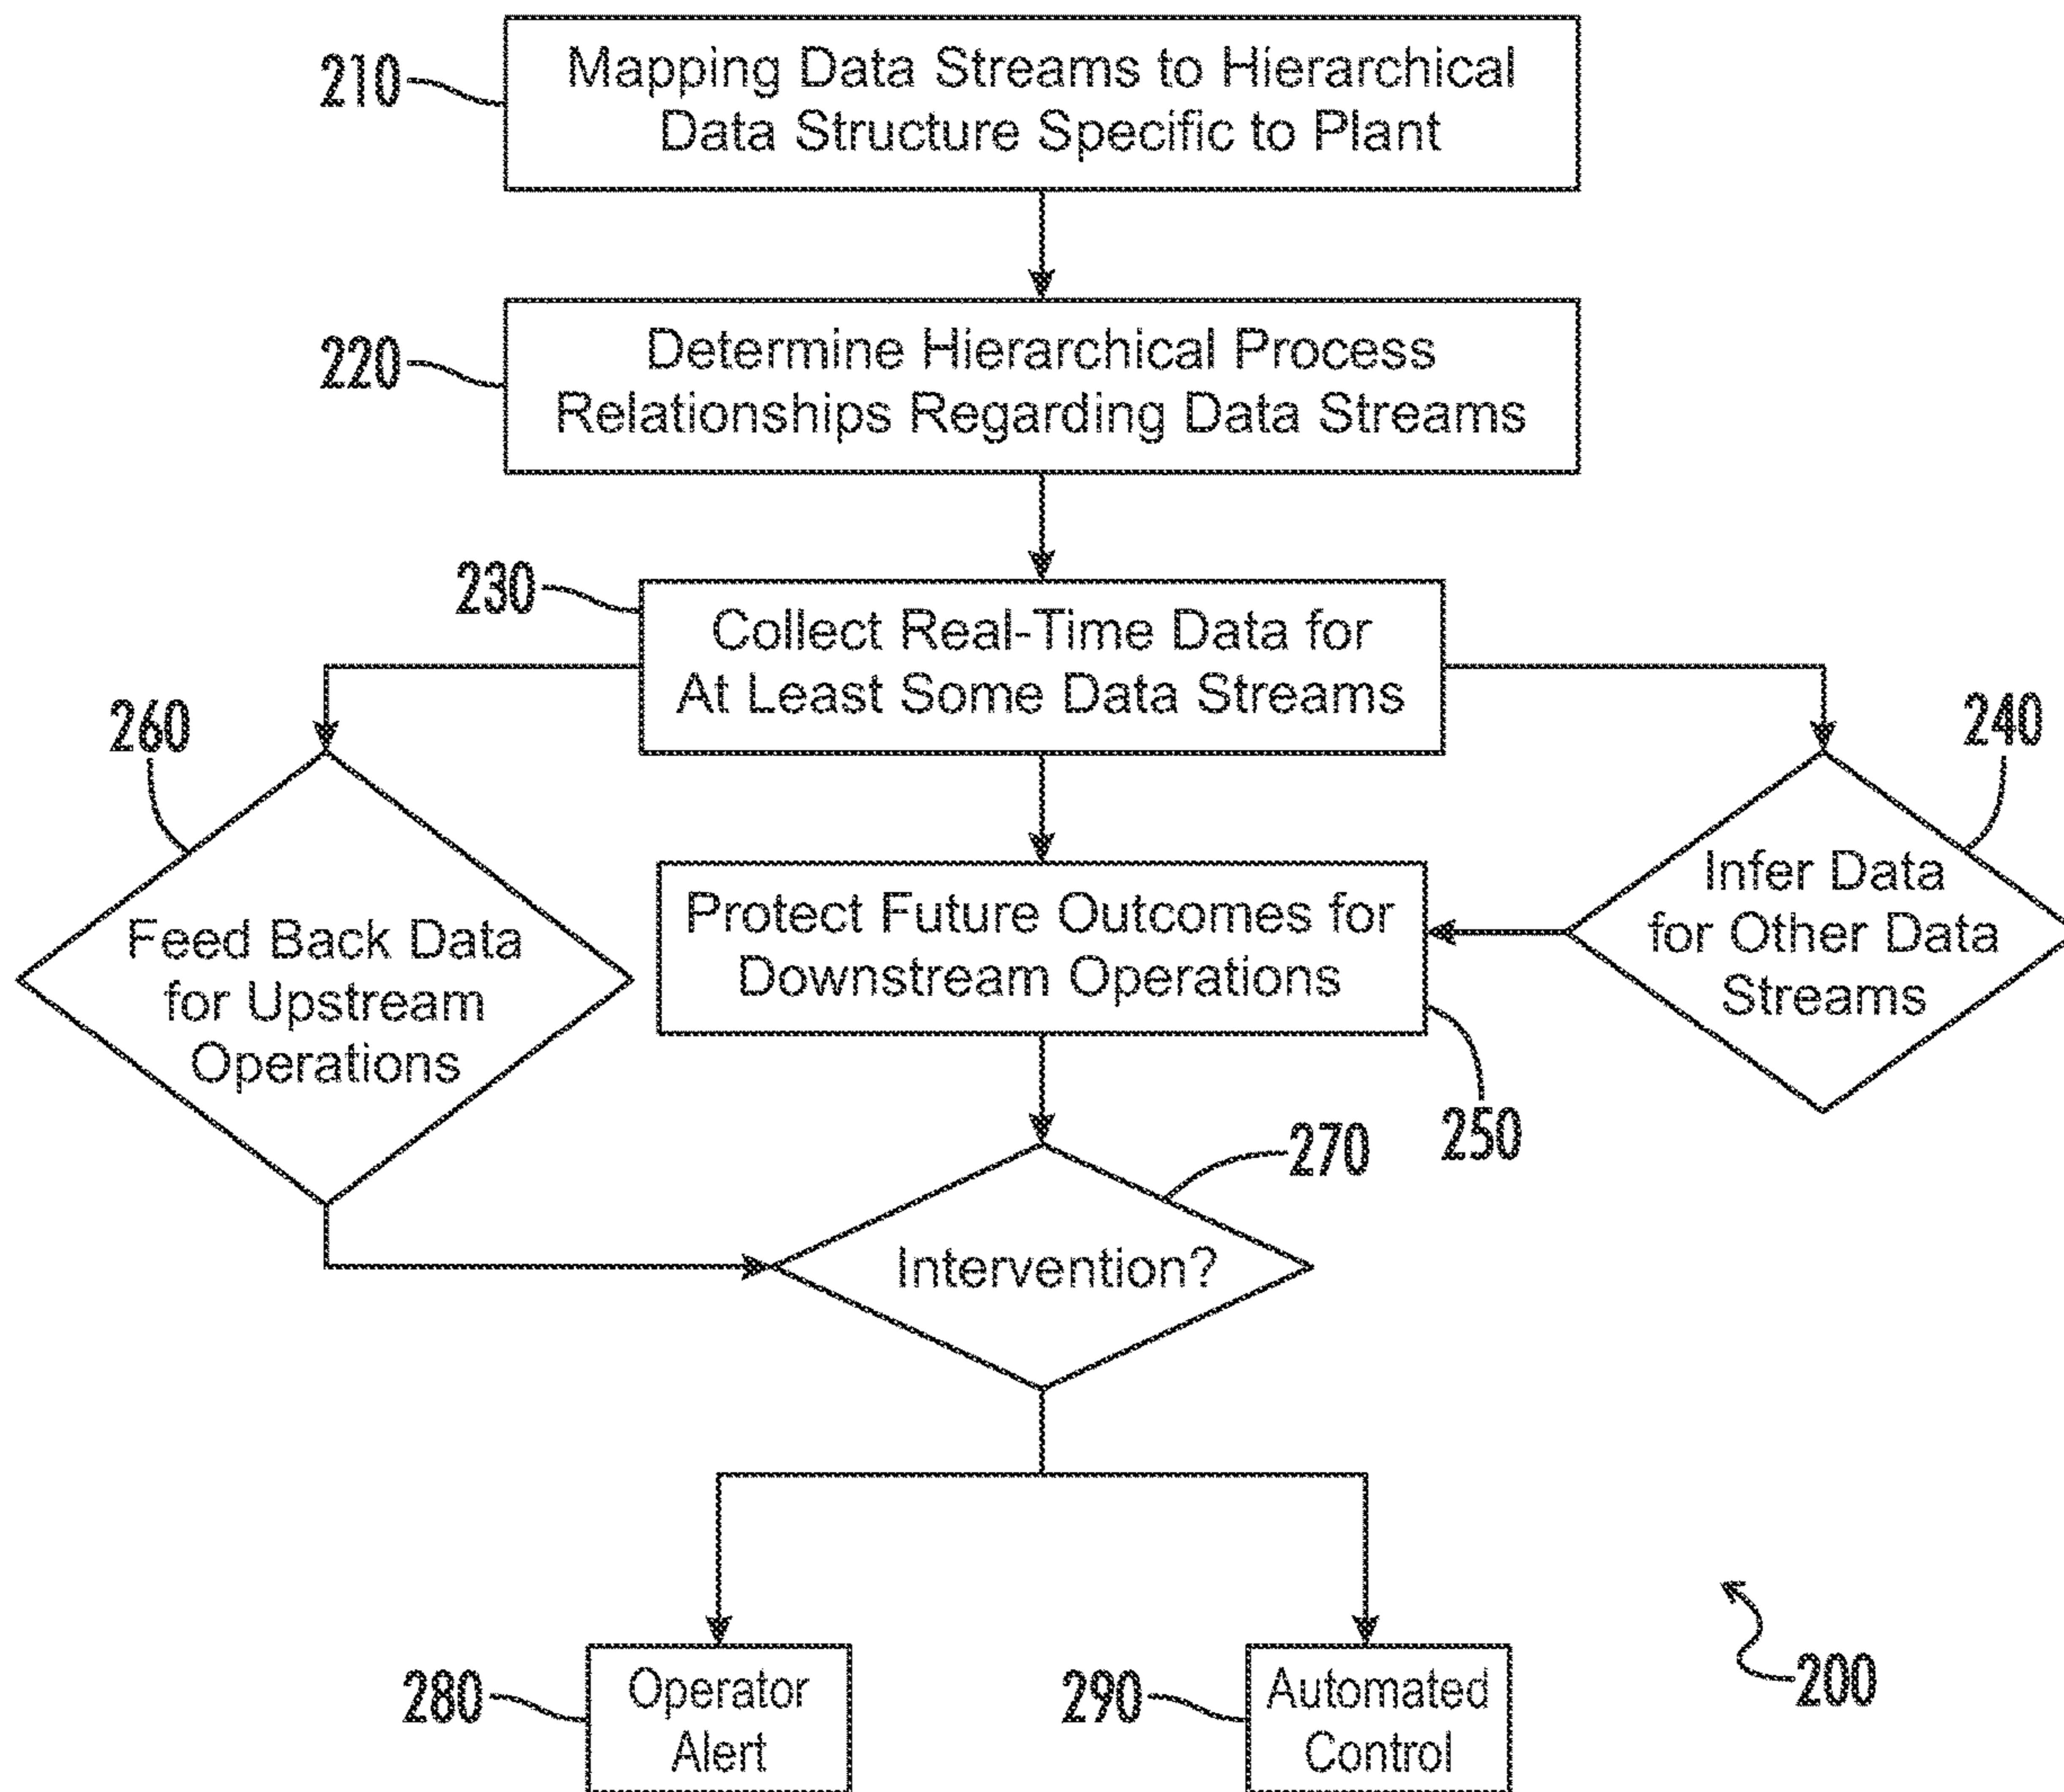 210
Mapping Data Streams to Hierarchical
Data Structure Specific to Plant
220
Determine Hierarchical Process
Relationships Regarding Data Streams
230
Collect Real-Time Data for
At Least Some Data Streams
260
Feed Back Data
for Upstream
Operations
Protect Future Outcomes for
Downstream Operations
250
240
Infer Data
for Other Data
Streams
270
Intervention?
280
Operator
Alert
290
Automated
Control
200